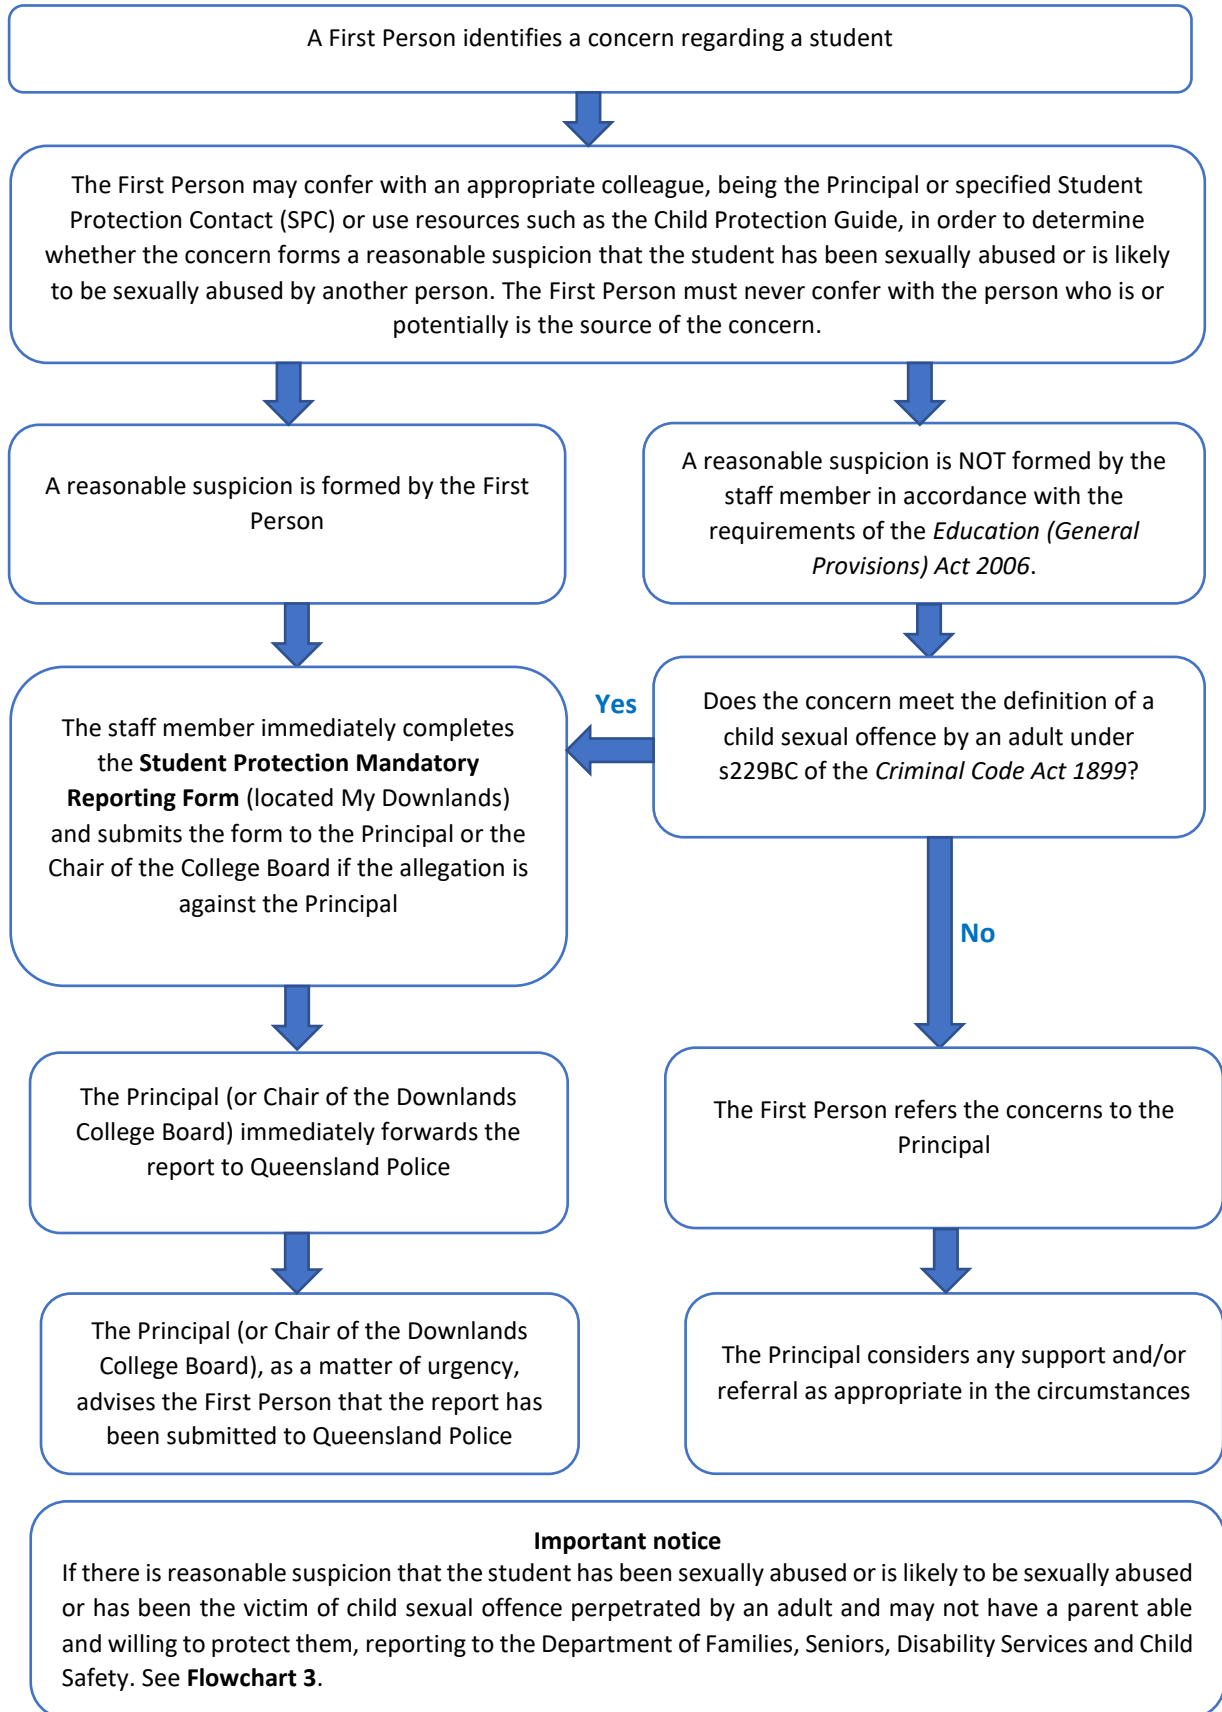 A First Person identifies a concern regarding a student
The First Person may confer with an appropriate colleague, being the Principal or specified Student
Protection Contact (SPC) or use resources such as the Child Protection Guide, in order to determine
whether the concern forms a reasonable suspicion that the student has been sexually abused or is likely
to be sexually abused by another person. The First Person must never confer with the person who is or
potentially is the source of the concern.
A reasonable suspicion is formed by the First
Person
A reasonable suspicion is NOT formed by the
staff member in accordance with the
requirements of the Education (General
Provisions) Act 2006.
The staff member immediately completes
the Student Protection Mandatory
Reporting Form (located My Downlands)
and submits the form to the Principal or the
Chair of the College Board if the allegation is
against the Principal
Yes
Does the concern meet the definition of a
child sexual offence by an adult under
s229BC of the Criminal Code Act 1899?
No
The Principal (or Chair of the Downlands
College Board) immediately forwards the
report to Queensland Police
The First Person refers the concerns to the
Principal
The Principal (or Chair of the Downlands
College Board), as a matter of urgency,
advises the First Person that the report has
been submitted to Queensland Police
The Principal considers any support and/or
referral as appropriate in the circumstances
Important notice
If there is reasonable suspicion that the student has been sexually abused or is likely to be sexually abused
or has been the victim of child sexual offence perpetrated by an adult and may not have a parent able
and willing to protect them, reporting to the Department of Families, Seniors, Disability Services and Child
Safety. See Flowchart 3.